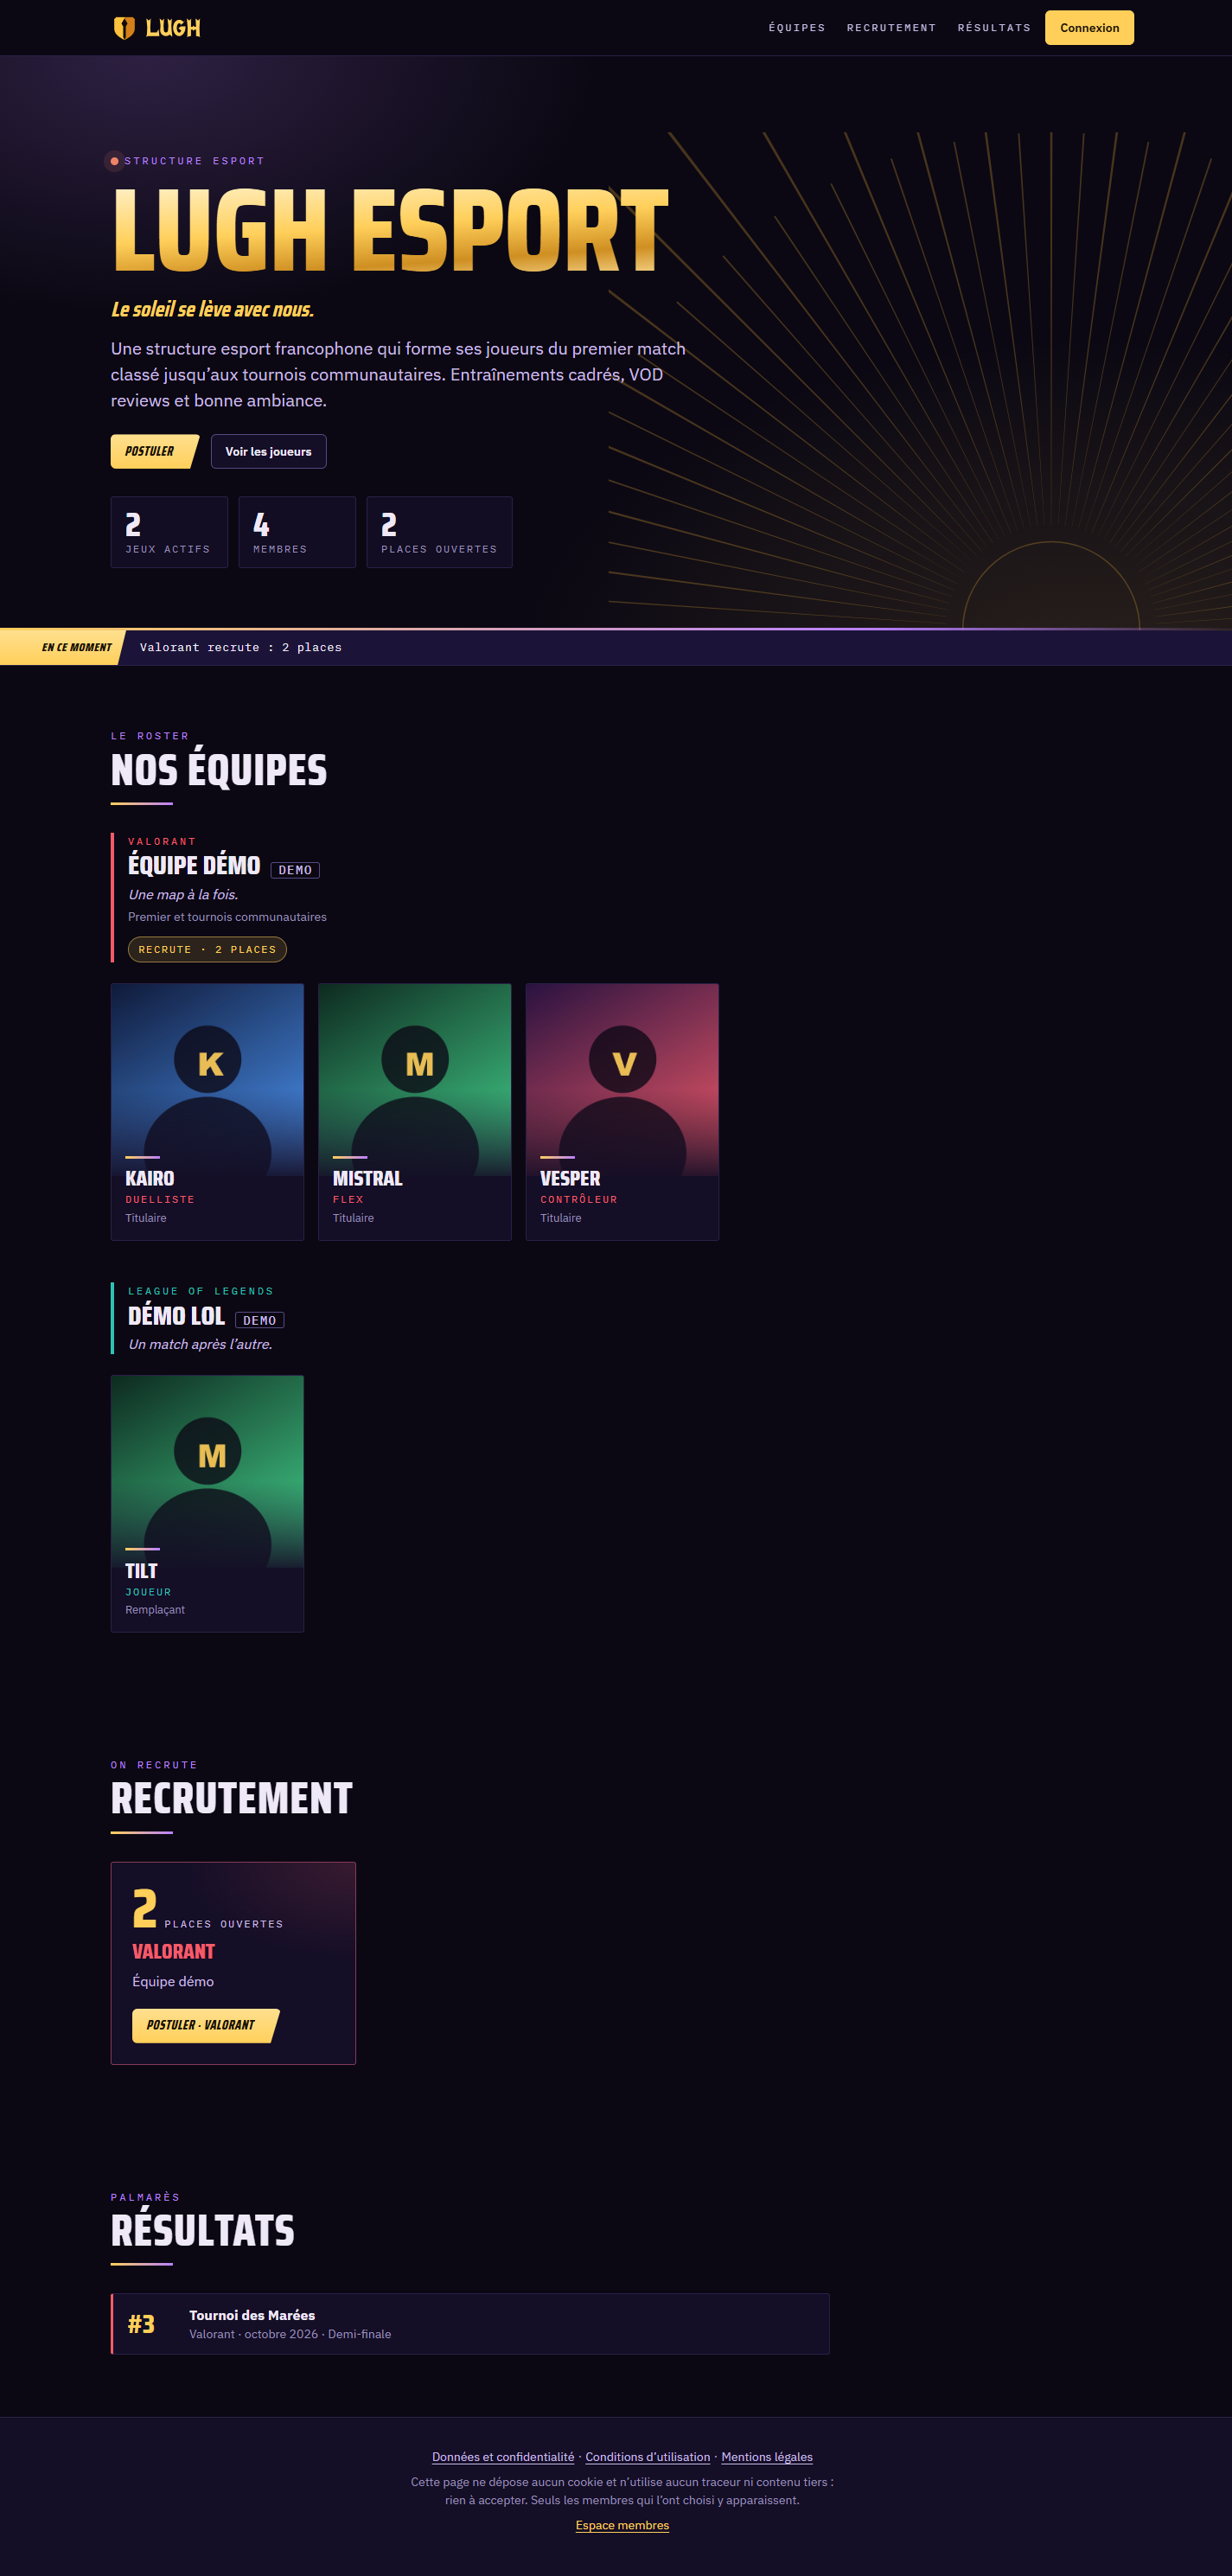 LUGH
ÉQUIPES
RECRUTEMENT
RÉSULTATS
Connexion
STRUCTURE ESPORT
LUGH ESPORT
Le soleil se lève avec nous.
Une structure esport francophone qui forme ses joueurs du premier match
classé jusqu’aux tournois communautaires. Entraînements cadrés, VOD
reviews et bonne ambiance.
POSTULER
Voir les joueurs
2
JEUX ACTIFS
4
MEMBRES
2
PLACES OUVERTES
EN CE MOMENT
Valorant recrute : 2 places
LE ROSTER
NOS ÉQUIPES
VALORANT
ÉQUIPE DÉMO DEMO
Une map à la fois.
Premier et tournois communautaires
RECRUTE · 2 PLACES
K
KAIRO
DUELLISTE
Titulaire
M
MISTRAL
FLEX
Titulaire
V
VESPER
CONTRÔLEUR
Titulaire
LEAGUE OF LEGENDS
DÉMO LOL DEMO
Un match après l’autre.
M
TILT
JOUEUR
Remplaçant
ON RECRUTE
RECRUTEMENT
2 PLACES OUVERTES
VALORANT
Équipe démo
POSTULER · VALORANT
PALMARÈS
RÉSULTATS
#3
Tournoi des Marées
Valorant · octobre 2026 · Demi-finale
Données et confidentialité · Conditions d’utilisation · Mentions légales
Cette page ne dépose aucun cookie et n’utilise aucun traceur ni contenu tiers :
rien à accepter. Seuls les membres qui l’ont choisi y apparaissent.
Espace membres